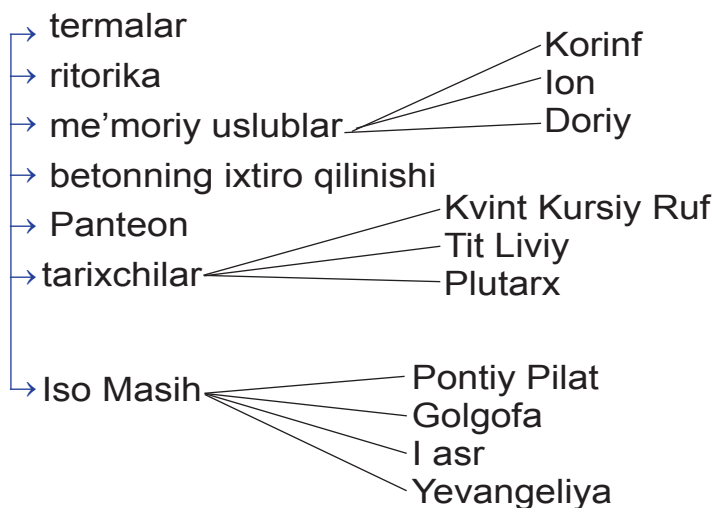 termalar
ritorika
me’moriy uslublar
Korinf
Ion
Doriy
betonning ixtiro qilinishi
Panteon
tarixchilar
Kvint Kursiy Ruf
Tit Liviy
Plutarx
Iso Masih
Pontiy Pilat
Golgofa
I asr
Yevangeliya